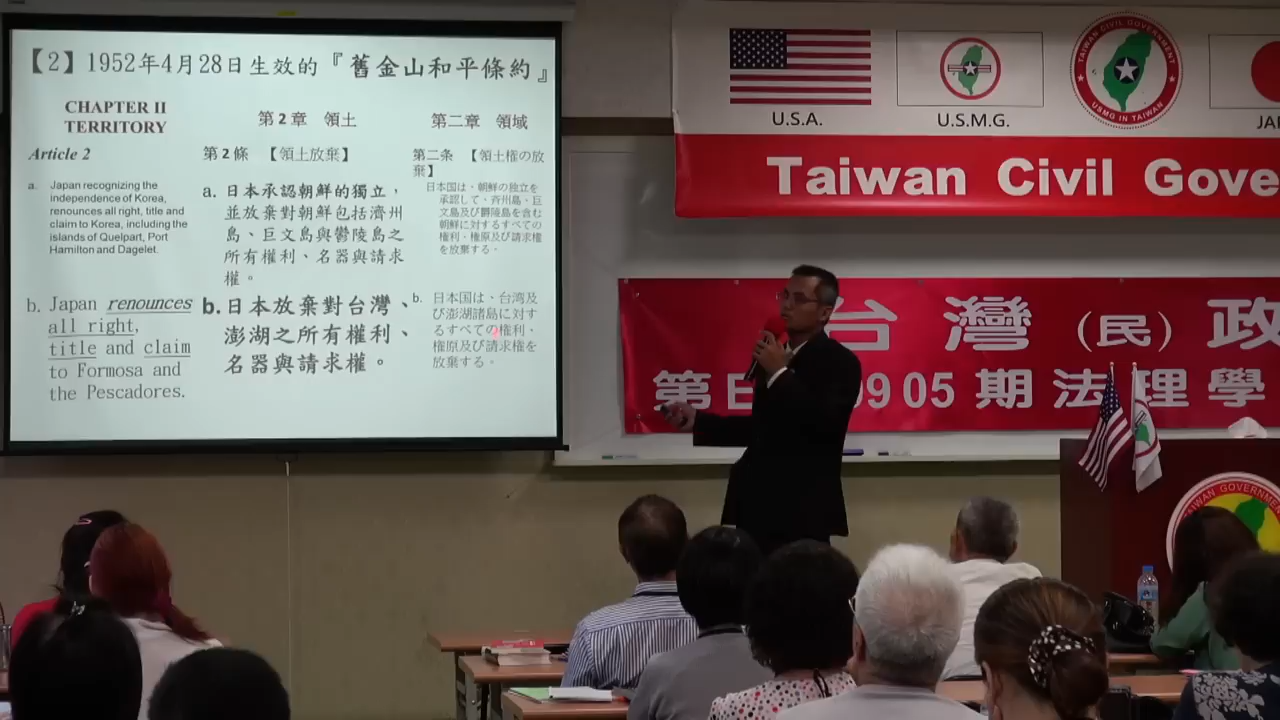 【2】1952年4月28日生效的『舊金山和平條約』
CHAPTER II
TERRITORY
第2章 領土
第二章 領域
Article 2
第2條 【領土放棄】
第二条 【領土権の放
棄】
a. Japan recognizing the
independence of Korea,
renounces all right, title and
claim to Korea, including the
islands of Quelpart, Port
Hamilton and Dagelet.
a. 日本承認朝鮮的獨立，
並放棄對朝鮮包括濟州
島、巨文島與鬱陵島之
所有權利、名器與請求
權。
日本国は、朝鮮の独立を
承認して、斉州島、巨
文島及び欝陵島を含む
朝鮮に対するすべての
権利、権原及び請求権
を放棄する。
b. Japan renounces
all right,
title and claim
to Formosa and
the Pescadores.
b. 日本放棄對台灣、
澎湖之所有權利、
名器與請求權。
b. 日本国は、台湾及
び澎湖諸島に対す
るすべての権利、
権原及び請求権を
放棄する。
U.S.A.
U.S.M.G.
TAIWAN CIVIL GOVERNMENT
USMG IN TAIWAN
JA
Taiwan Civil Gove
台灣(民)政
第 09 05 期法理學
TAIWAN GOVERNMENT